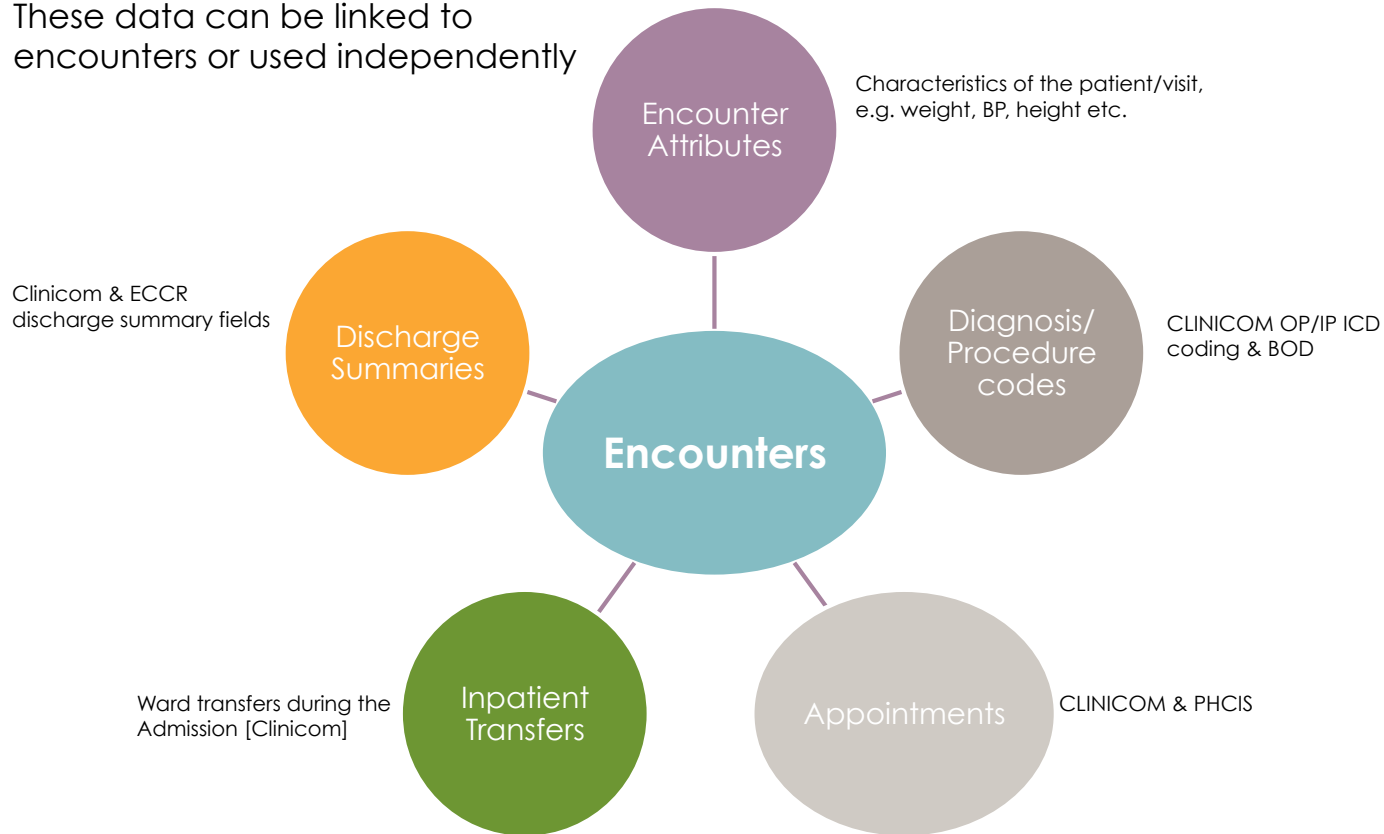 These data can be linked to
encounters or used independently
Encounter
Attributes
Characteristics of the patient/visit,
e.g. weight, BP, height etc.
Clinicom & ECCR
discharge summary fields
Discharge
Summaries
Diagnosis/
Procedure
codes
CLINICOM OP/IP ICD
coding & BOD
Encounters
Ward transfers during the
Admission [Clinicom]
Inpatient
Transfers
Appointments
CLINICOM & PHCIS